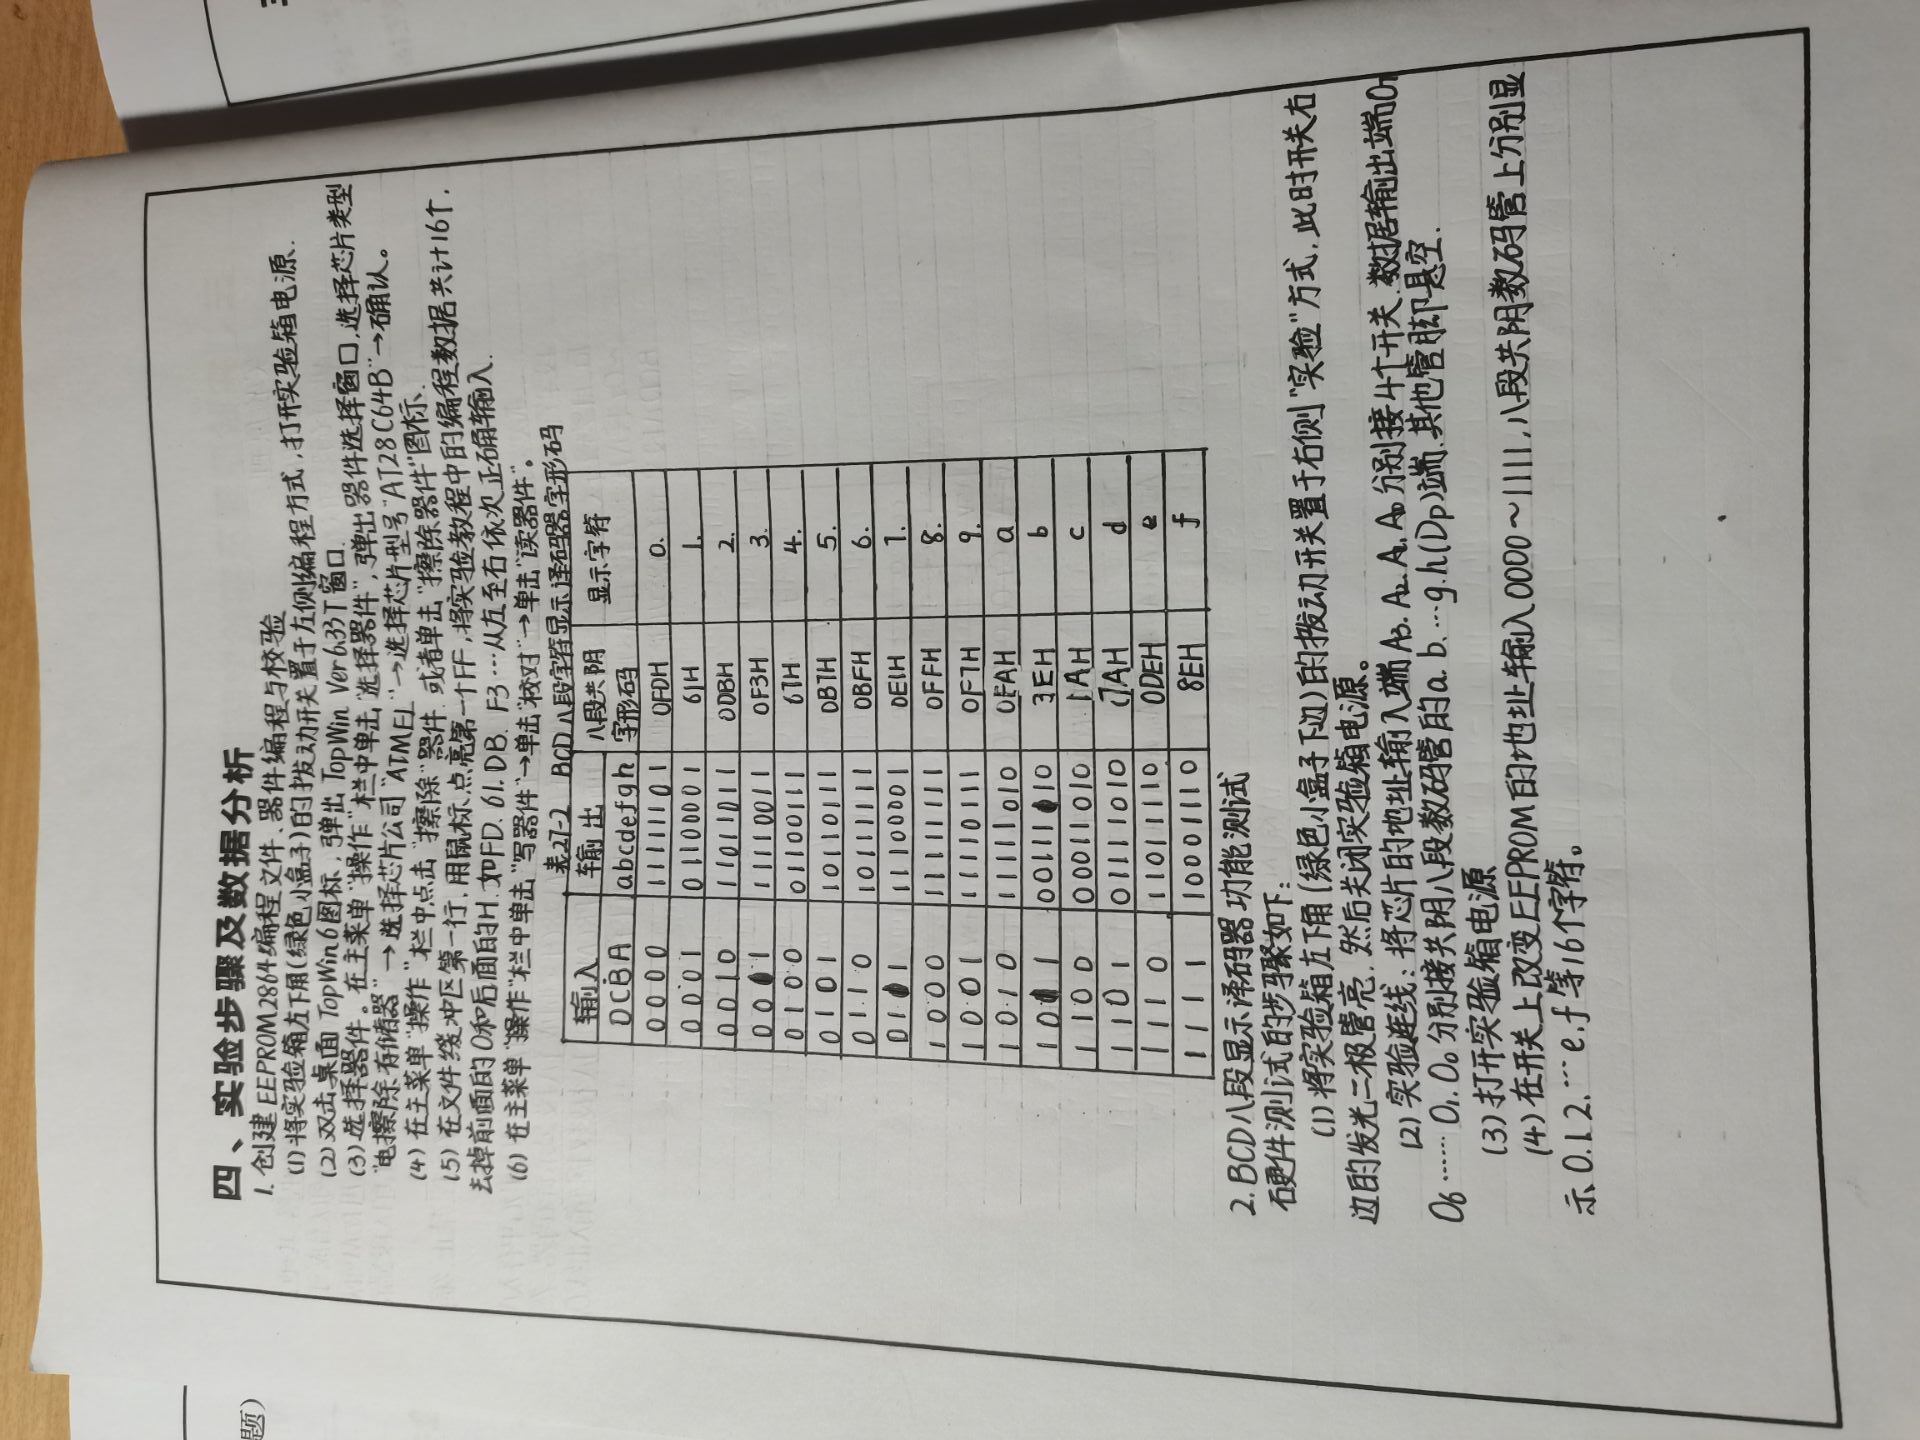 题)
四、实验步骤及数据分析
1. 创建EEPROM2864编程文件、器件编程与校验
(1) 将实验箱左下角(绿色小盒子)的拨动开关置于左侧编程方式,打开实验箱电源.
(2) 双击桌面 TopWin6图标, 弹出 TopWin Ver6.33T窗口.
(3) 选择器件。在主菜单"操作"栏中单击"选择器件", 弹出器件选择窗口,选择芯片类型
"电擦除存储器"→选择芯片公司"ATMEL"→选择芯片型号"AT28C64B"→确认。
(4) 在主菜单"操作"栏中点击"擦除"器件.或者单击"擦除器件"图标.
(5) 在文件缓冲区第一行,用鼠标点亮第一个FF,将实验教程中的编程数据共计16个,
去掉前面的0和后面的H.如FD.61.DB.F3…从左至右依次正确输入.
(6) 在主菜单"操作"栏中单击"写器件"→单击"校对"→单击"读器件"。
表27-2 BCD八段字符显示译码器字形码
输入 输出 八段共阴 显示字符
DCBA abcdefgh 字形码
0000 11111101 0FDH 0.
0001 01100001 61H 1.
0010 11011011 0DBH 2.
0011 11110011 0F3H 3.
0100 01100111 67H 4.
0101 10110111 0B7H 5.
0110 10111111 0BFH 6.
0111 11100001 0E1H 7.
1000 11111111 0FFH 8.
1001 11110111 0F7H 9.
1010 11111010 0FAH a
1011 00111110 3EH b
1100 00011010 1AH c
1101 01111010 7AH d
1110 11011110 0DEH e
1111 10001110 8EH f
2. BCD八段显示译码器功能测试
硬件测试的步骤如下:
(1) 将实验箱左下角(绿色小盒子下边)的拨动开关置于右侧"实验"方式,此时开关右
边的发光二极管亮.然后关闭实验箱电源。
(2) 实验连线:将芯片的地址输入端A3.A2.A1.A0分别接4个开关.数据输出端O7
O6……O1.O0分别接共阴八段数码管的a.b.…g.h(Dp)端.其他管脚悬空.
(3) 打开实验箱电源
(4) 在开关上改变EEPROM的地址输入0000~1111,八段共阴数码管上分别显
示0.1.2.…e.f等16个字符。